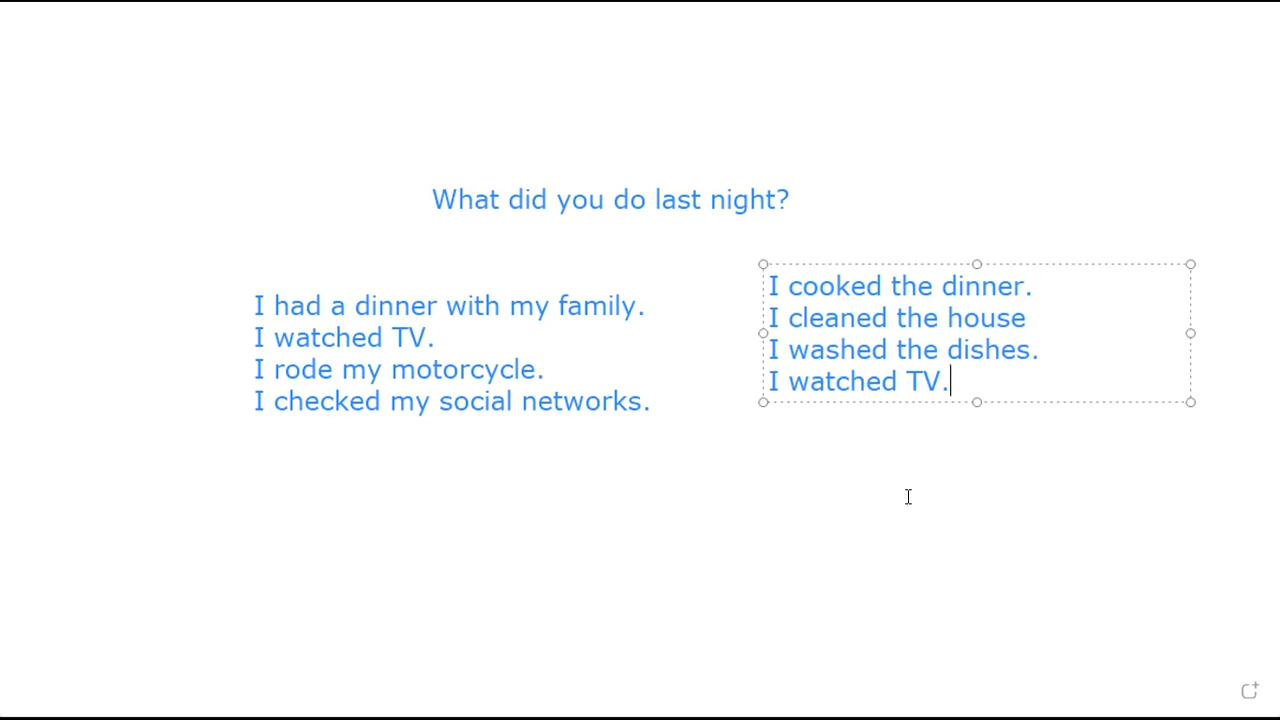 What did you do last night?
I had a dinner with my family.
I watched TV.
I rode my motorcycle.
I checked my social networks.
I cooked the dinner.
I cleaned the house
I washed the dishes.
I watched TV.